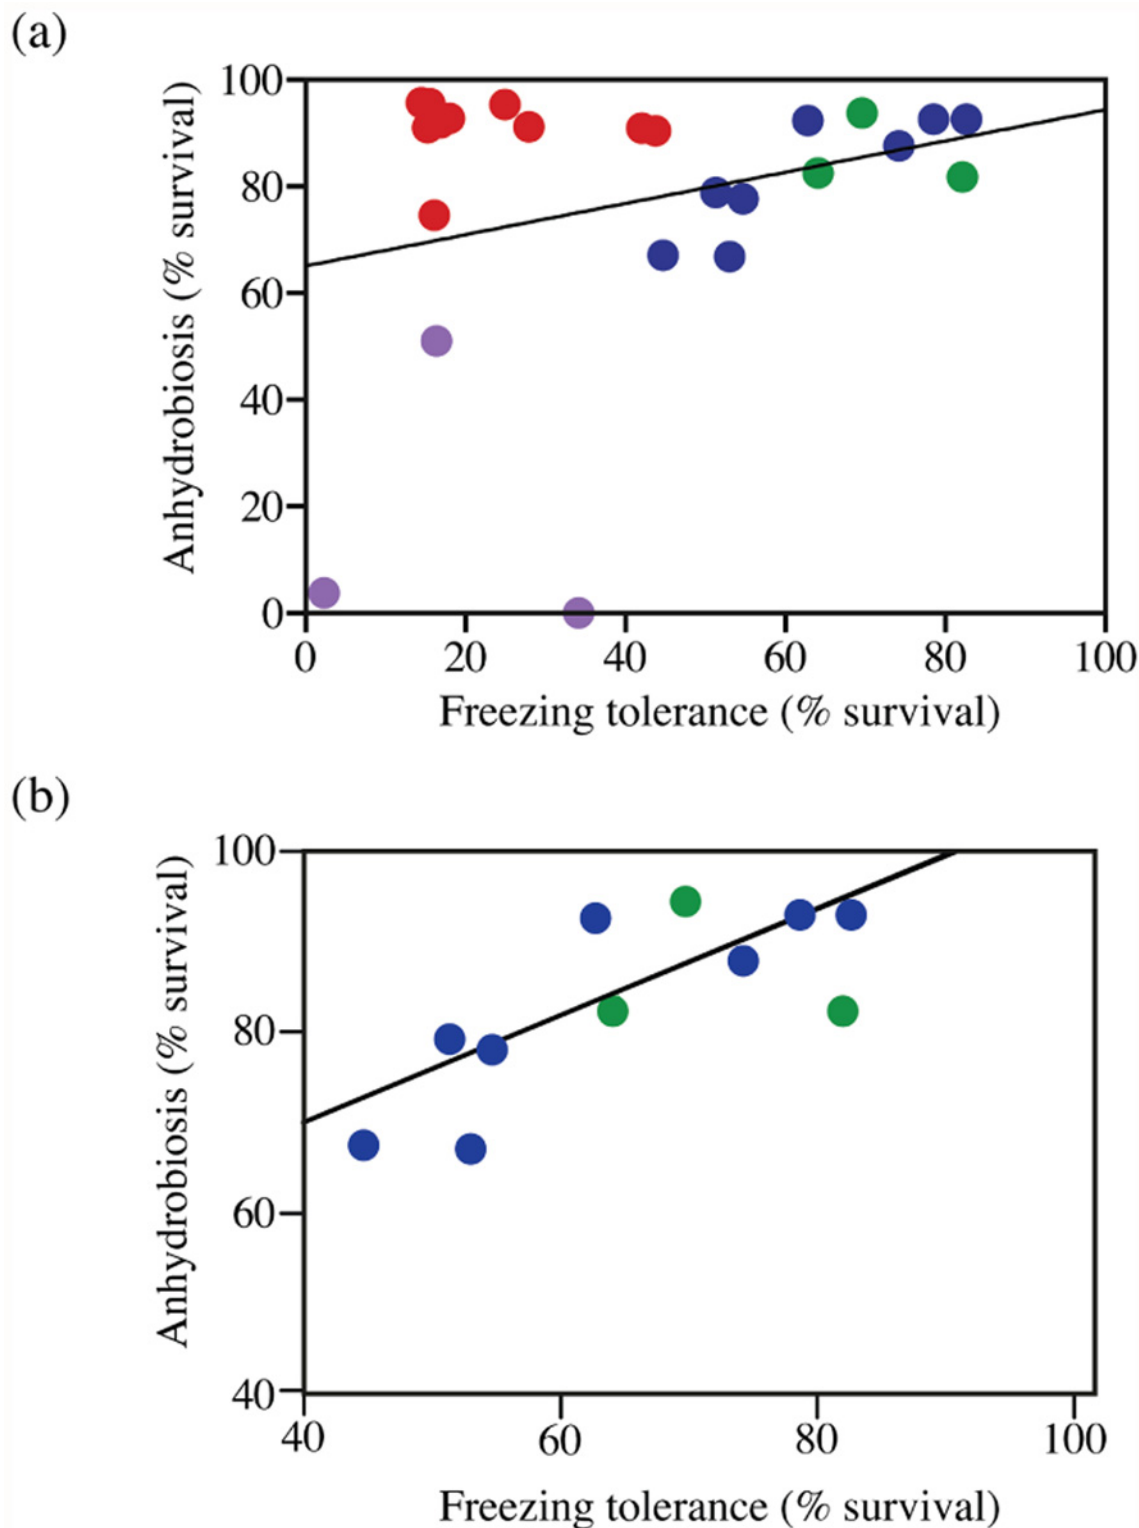 (a)
100
80
60
40
20
0
Anhydrobiosis (% survival)
0 20 40 60 80 100
Freezing tolerance (% survival)
(b)
100
80
60
40
Anhydrobiosis (% survival)
40 60 80 100
Freezing tolerance (% survival)